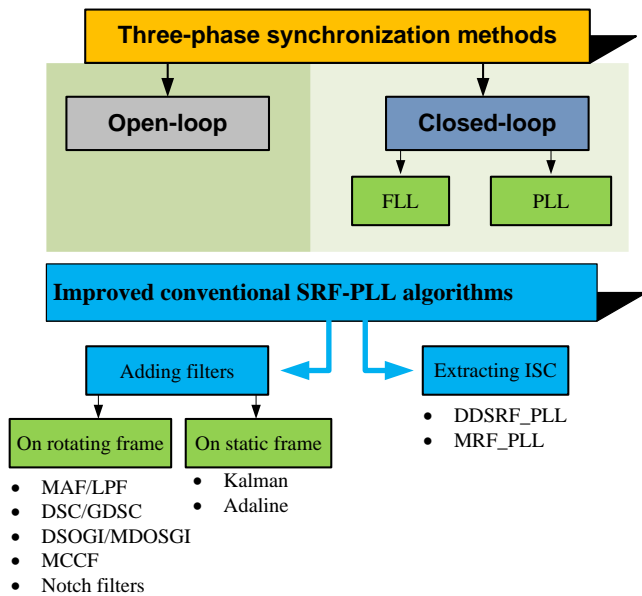 Three-phase synchronization methods
Open-loop
Closed-loop
FLL
PLL
Improved conventional SRF-PLL algorithms
Adding filters
Extracting ISC
On rotating frame
On static frame
• DDSRF_PLL
• MRF_PLL
• MAF/LPF
• DSC/GDSC
• DSOGI/MDOSGI
• MCCF
• Notch filters
• Kalman
• Adaline